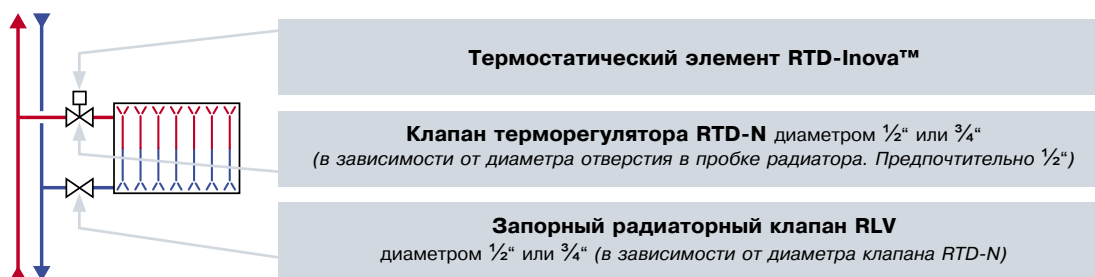 Термостатический элемент RTD-Inova™
Клапан терморегулятора RTD-N диаметром ½“ или ¾“
(в зависимости от диаметра отверстия в пробке радиатора. Предпочтительно ½“)
Запорный радиаторный клапан RLV
диаметром ½“ или ¾“ (в зависимости от диаметра клапана RTD-N)